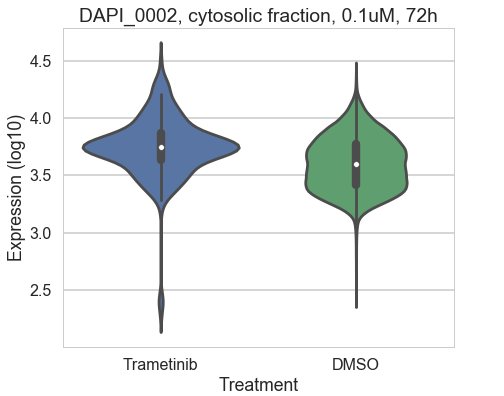 DAPI_0002, cytosolic fraction, 0.1uM, 72h
Expression (log10)
4.5
4.0
3.5
3.0
2.5
Trametinib DMSO
Treatment